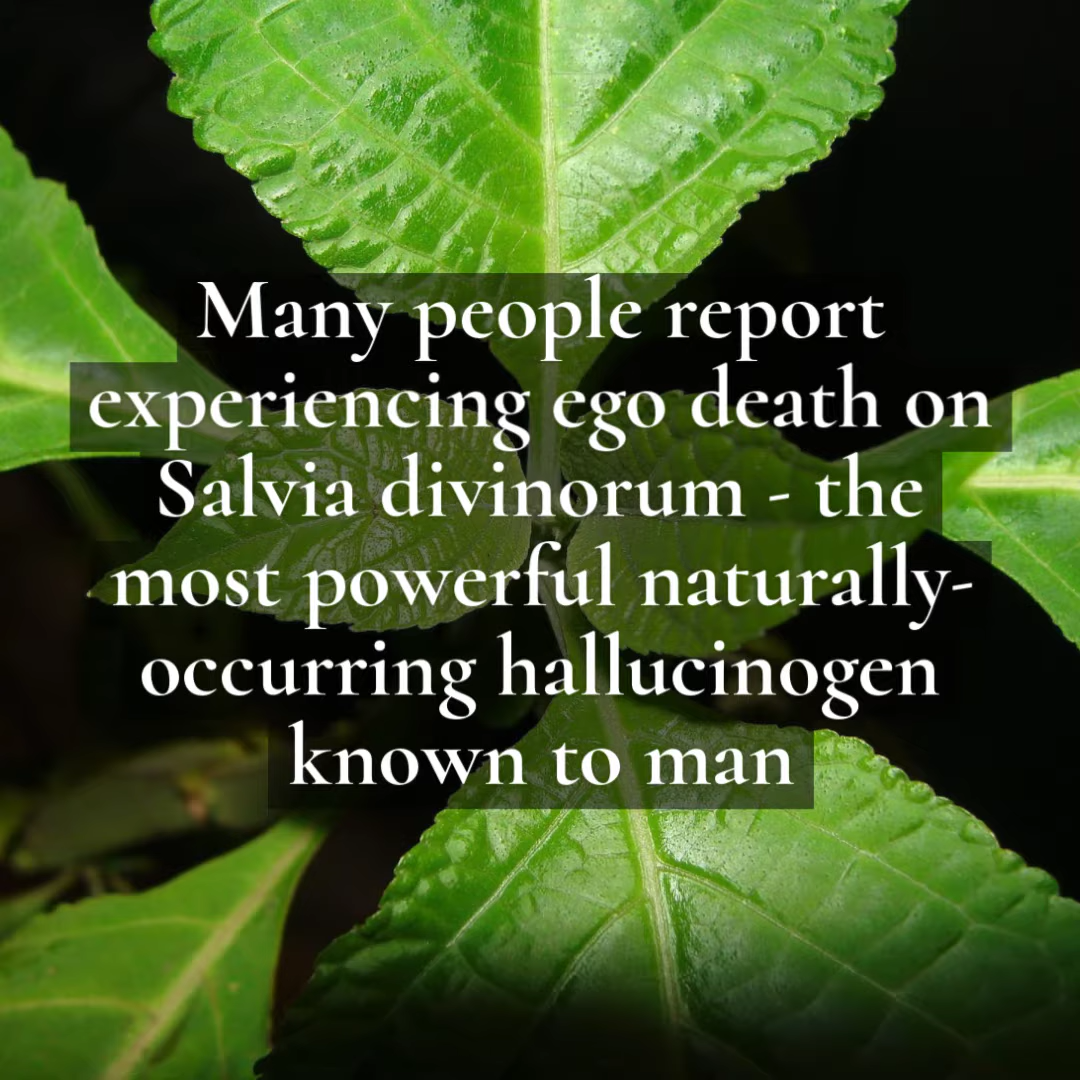 Many people report
experiencing ego death on
Salvia divinorum - the
most powerful naturally-
occurring hallucinogen
known to man